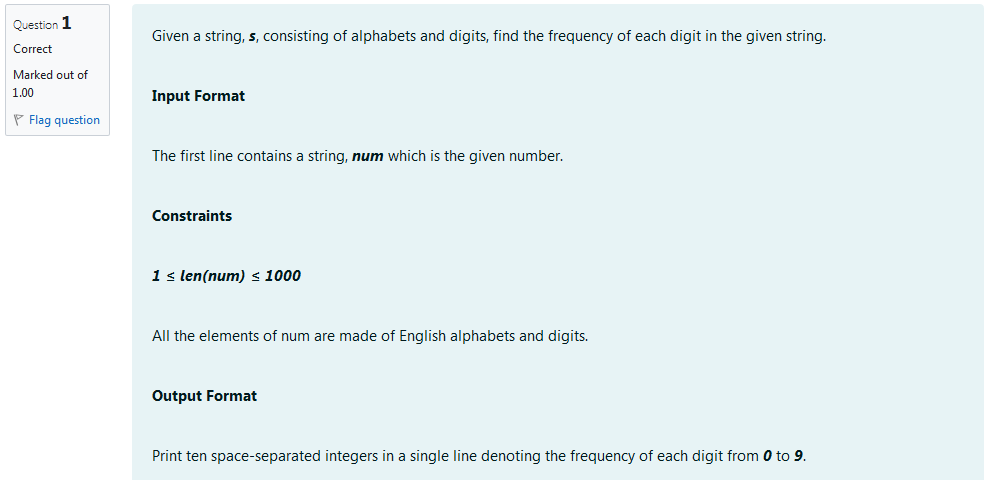 Question 1
Correct
Marked out of
1.00
Flag question
Given a string, s, consisting of alphabets and digits, find the frequency of each digit in the given string.
Input Format
The first line contains a string, num which is the given number.
Constraints
1 ≤ len(num) ≤ 1000
All the elements of num are made of English alphabets and digits.
Output Format
Print ten space-separated integers in a single line denoting the frequency of each digit from 0 to 9.